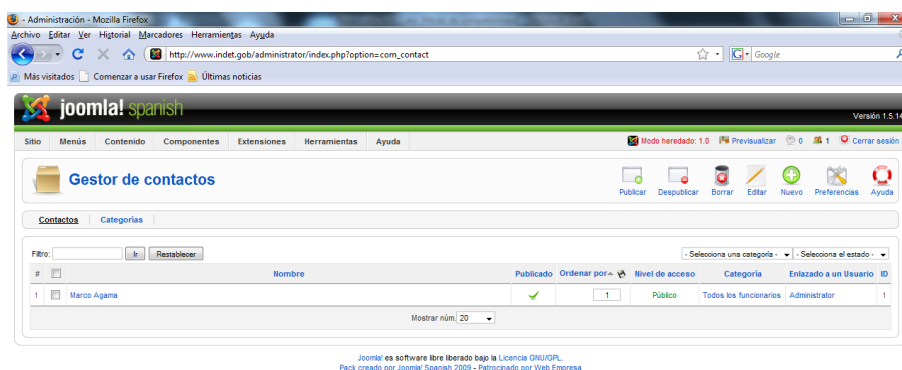 - Administración - Mozilla Firefox
Archivo Editar Ver Historial Marcadores Herramientas Ayuda
http://www.indet.gob/administrator/index.php?option=com_contact
G Google
Más visitados Comenzar a usar Firefox Últimas noticias
joomla! spanish
Versión 1.5.14
Sitio Menús Contenido Componentes Extensiones Herramientas Ayuda Modo heredado: 1.0 Previsualizar 0 1 Cerrar sesión
Gestor de contactos
Publicar Despublicar Borrar Editar Nuevo Preferencias Ayuda
Contactos Categorías
Filtro: Ir Restablecer - Selecciona una categoría - - Selecciona el estado -
# Nombre Publicado Ordenar por Nivel de acceso Categoría Enlazado a un Usuario ID
1 Marco Agama 1 Público Todos los funcionarios Administrator 1
Mostrar núm. 20
Joomla! es software libre liberado bajo la Licencia GNU/GPL.
Pack creado por Joomla! Spanish 2009 - Patrocinado por Web Empresa